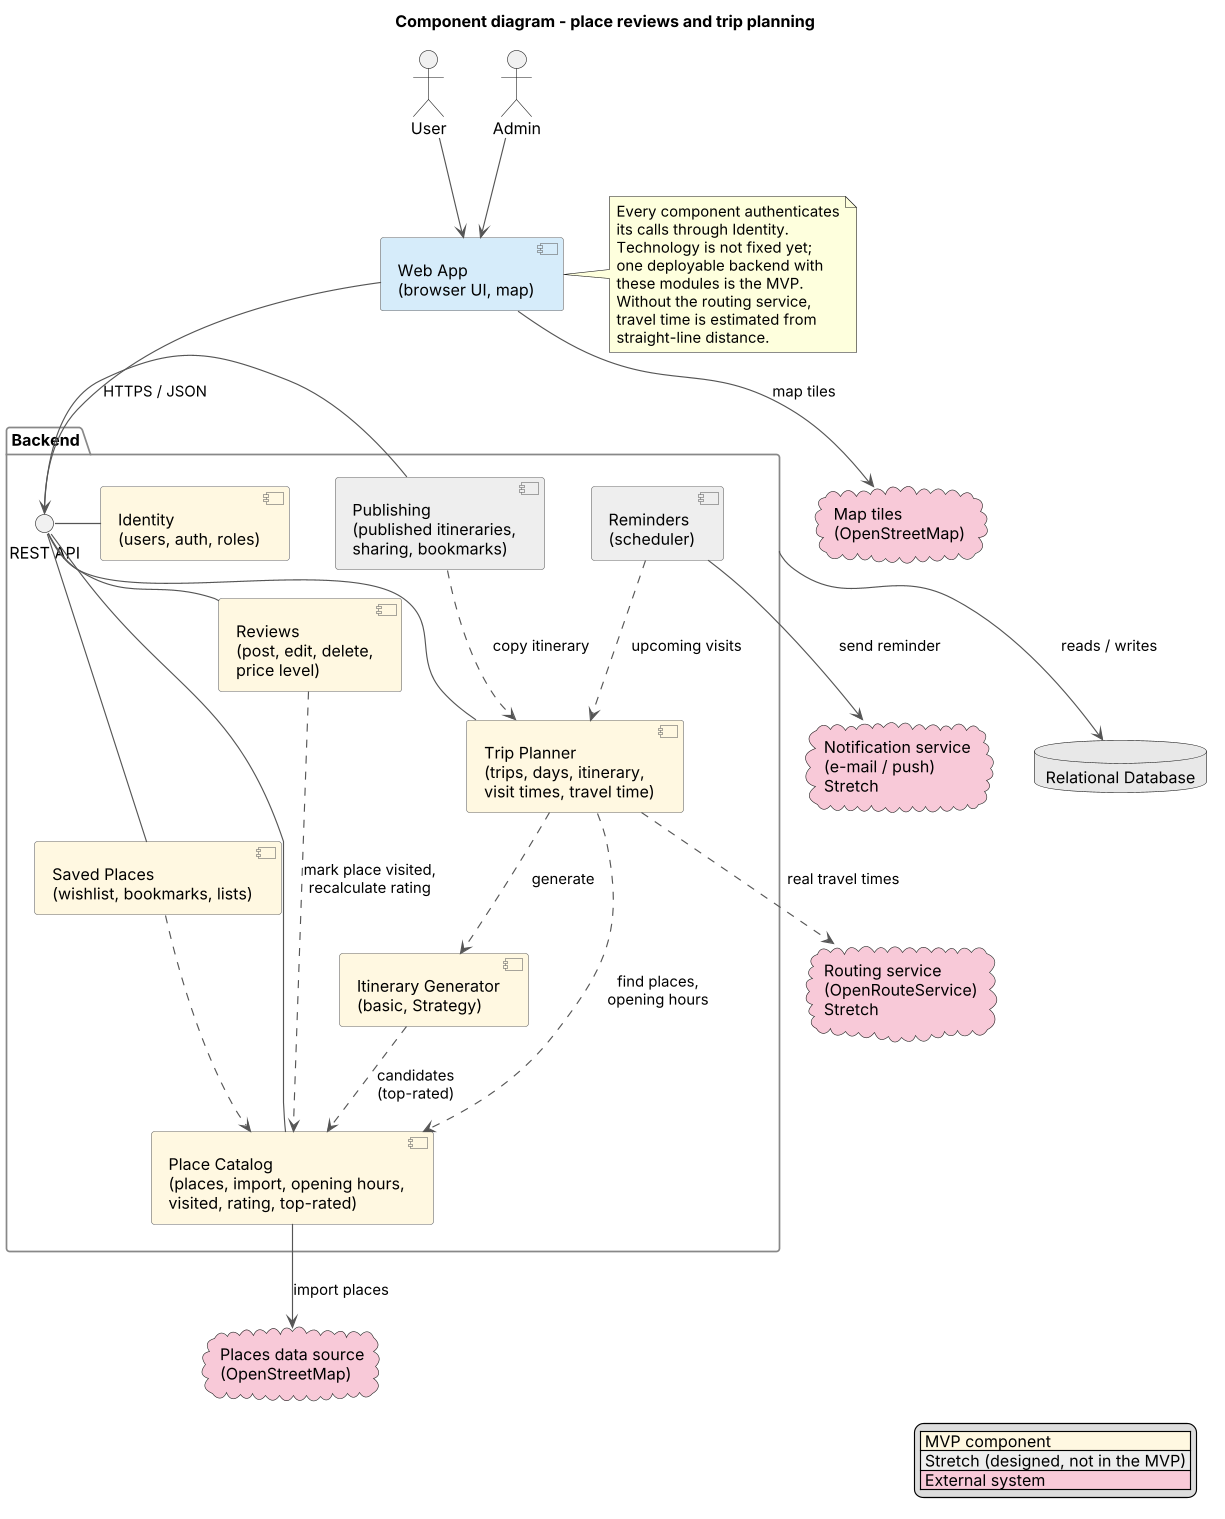 Component diagram - place reviews and trip planning
User
Admin
Web App
(browser UI, map)
Every component authenticates
its calls through Identity.
Technology is not fixed yet;
one deployable backend with
these modules is the MVP.
Without the routing service,
travel time is estimated from
straight-line distance.
HTTPS / JSON
map tiles
Backend
Identity
(users, auth, roles)
Publishing
(published itineraries,
sharing, bookmarks)
Reminders
(scheduler)
Map tiles
(OpenStreetMap)
REST API
Reviews
(post, edit, delete,
price level)
copy itinerary
upcoming visits
send reminder
reads / writes
Trip Planner
(trips, days, itinerary,
visit times, travel time)
Notification service
(e-mail / push)
Stretch
Relational Database
Saved Places
(wishlist, bookmarks, lists)
mark place visited,
recalculate rating
generate
real travel times
Itinerary Generator
(basic, Strategy)
find places,
opening hours
Routing service
(OpenRouteService)
Stretch
candidates
(top-rated)
Place Catalog
(places, import, opening hours,
visited, rating, top-rated)
import places
Places data source
(OpenStreetMap)
MVP component
Stretch (designed, not in the MVP)
External system